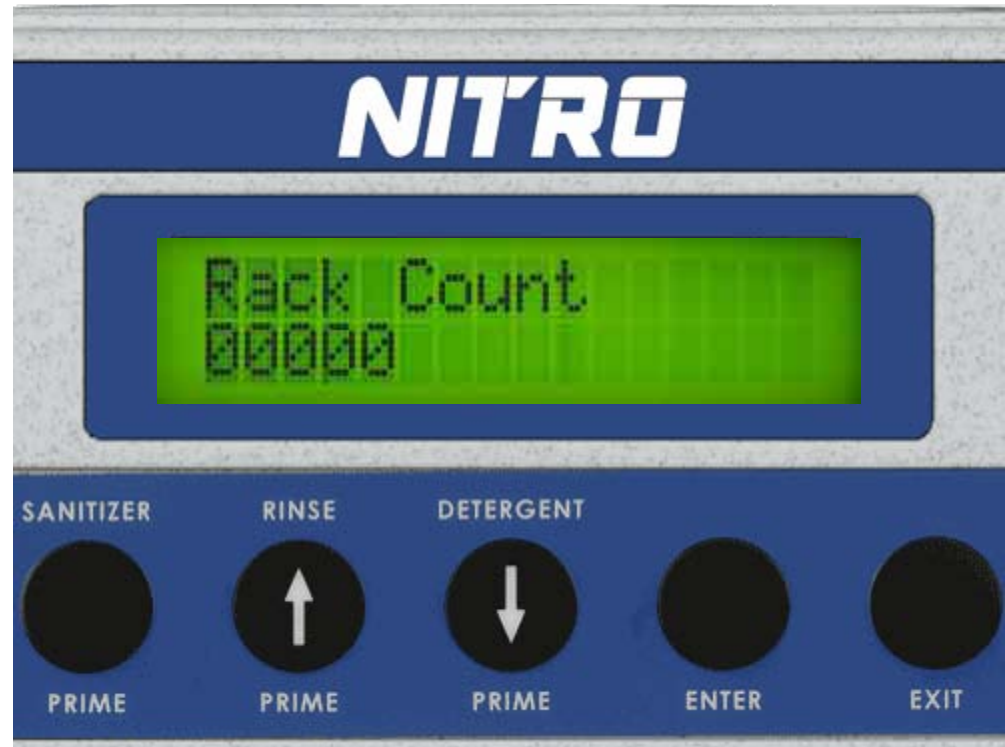 NITRO
Rack Count
00000
SANITIZER RINSE DETERGENT
PRIME PRIME PRIME ENTER EXIT